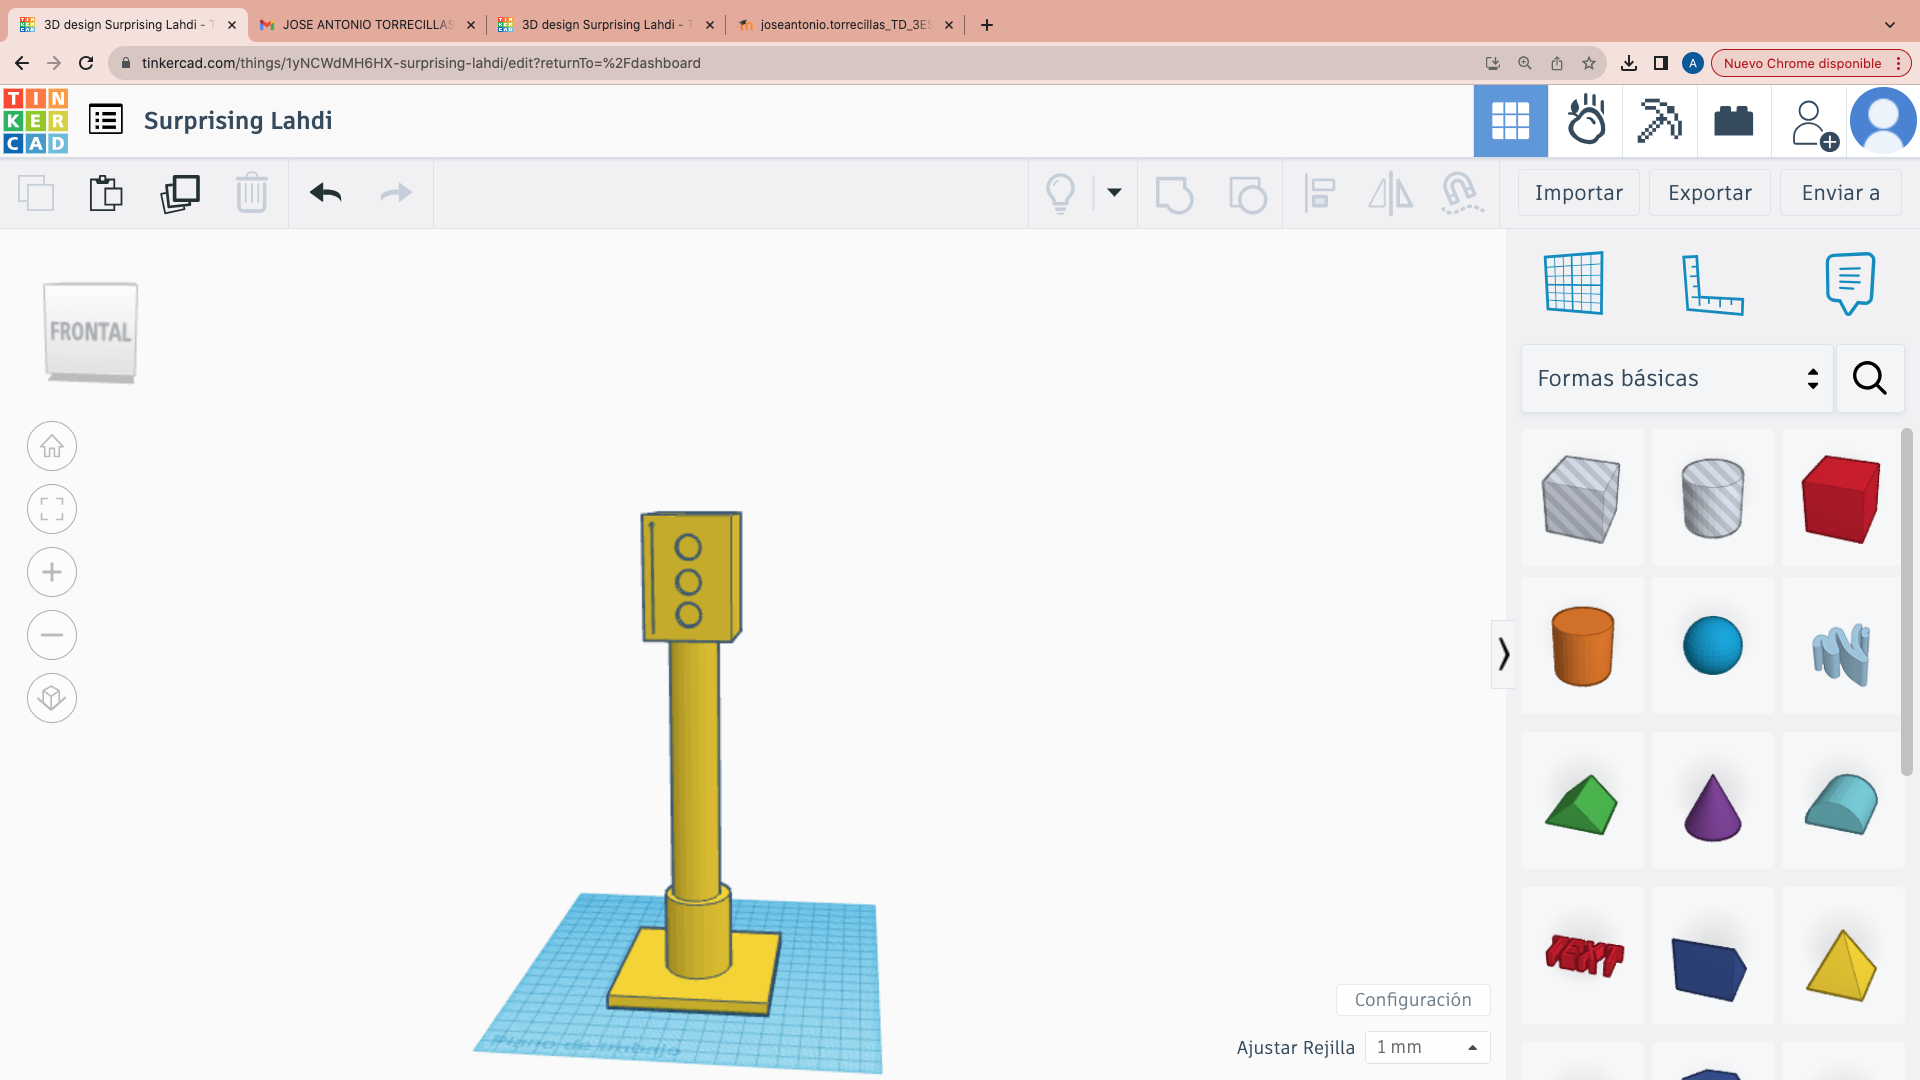 3D design Surprising Lahdi - T
JOSE ANTONIO TORRECILLAS
3D design Surprising Lahdi - T
joseantonio.torrecillas_TD_3ES
tinkercad.com/things/1yNCWdMH6HX-surprising-lahdi/edit?returnTo=%2Fdashboard
A
Nuevo Chrome disponible
TIN
KER
CAD
Surprising Lahdi
Importar
Exportar
Enviar a
FRONTAL
Formas básicas
TEXT
Plano de trabajo
Configuración
Ajustar Rejilla
1 mm